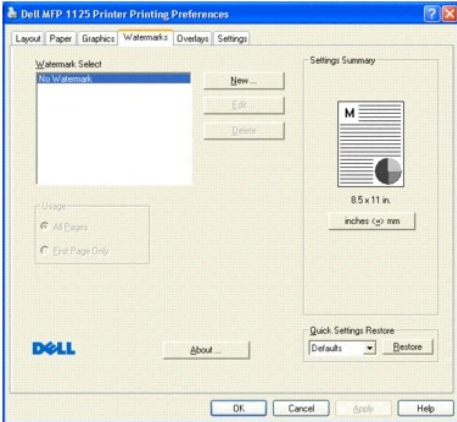 Dell MFP 1125 Printer Printing Preferences
Layout Paper Graphics Watermarks Overlays Settings
Watermark Select
No Watermark
New ...
Edit ...
Delete
Usage
All Pages
First Page Only
Settings Summary
M
8.5 x 11 in.
inches <=> mm
Quick Settings Restore
Defaults
Restore
DELL
About ...
OK Cancel Apply Help